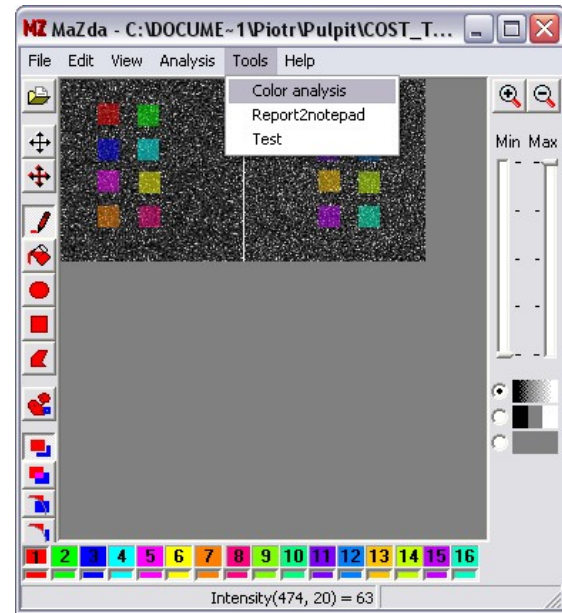 MZ MaZda - C:\DOCUME~1\Piotr\Pulpit\COST_T...
File Edit View Analysis Tools Help
Color analysis
Report2notepad
Test
Min Max
1 2 3 4 5 6 7 8 9 10 11 12 13 14 15 16
Intensity(474, 20) = 63